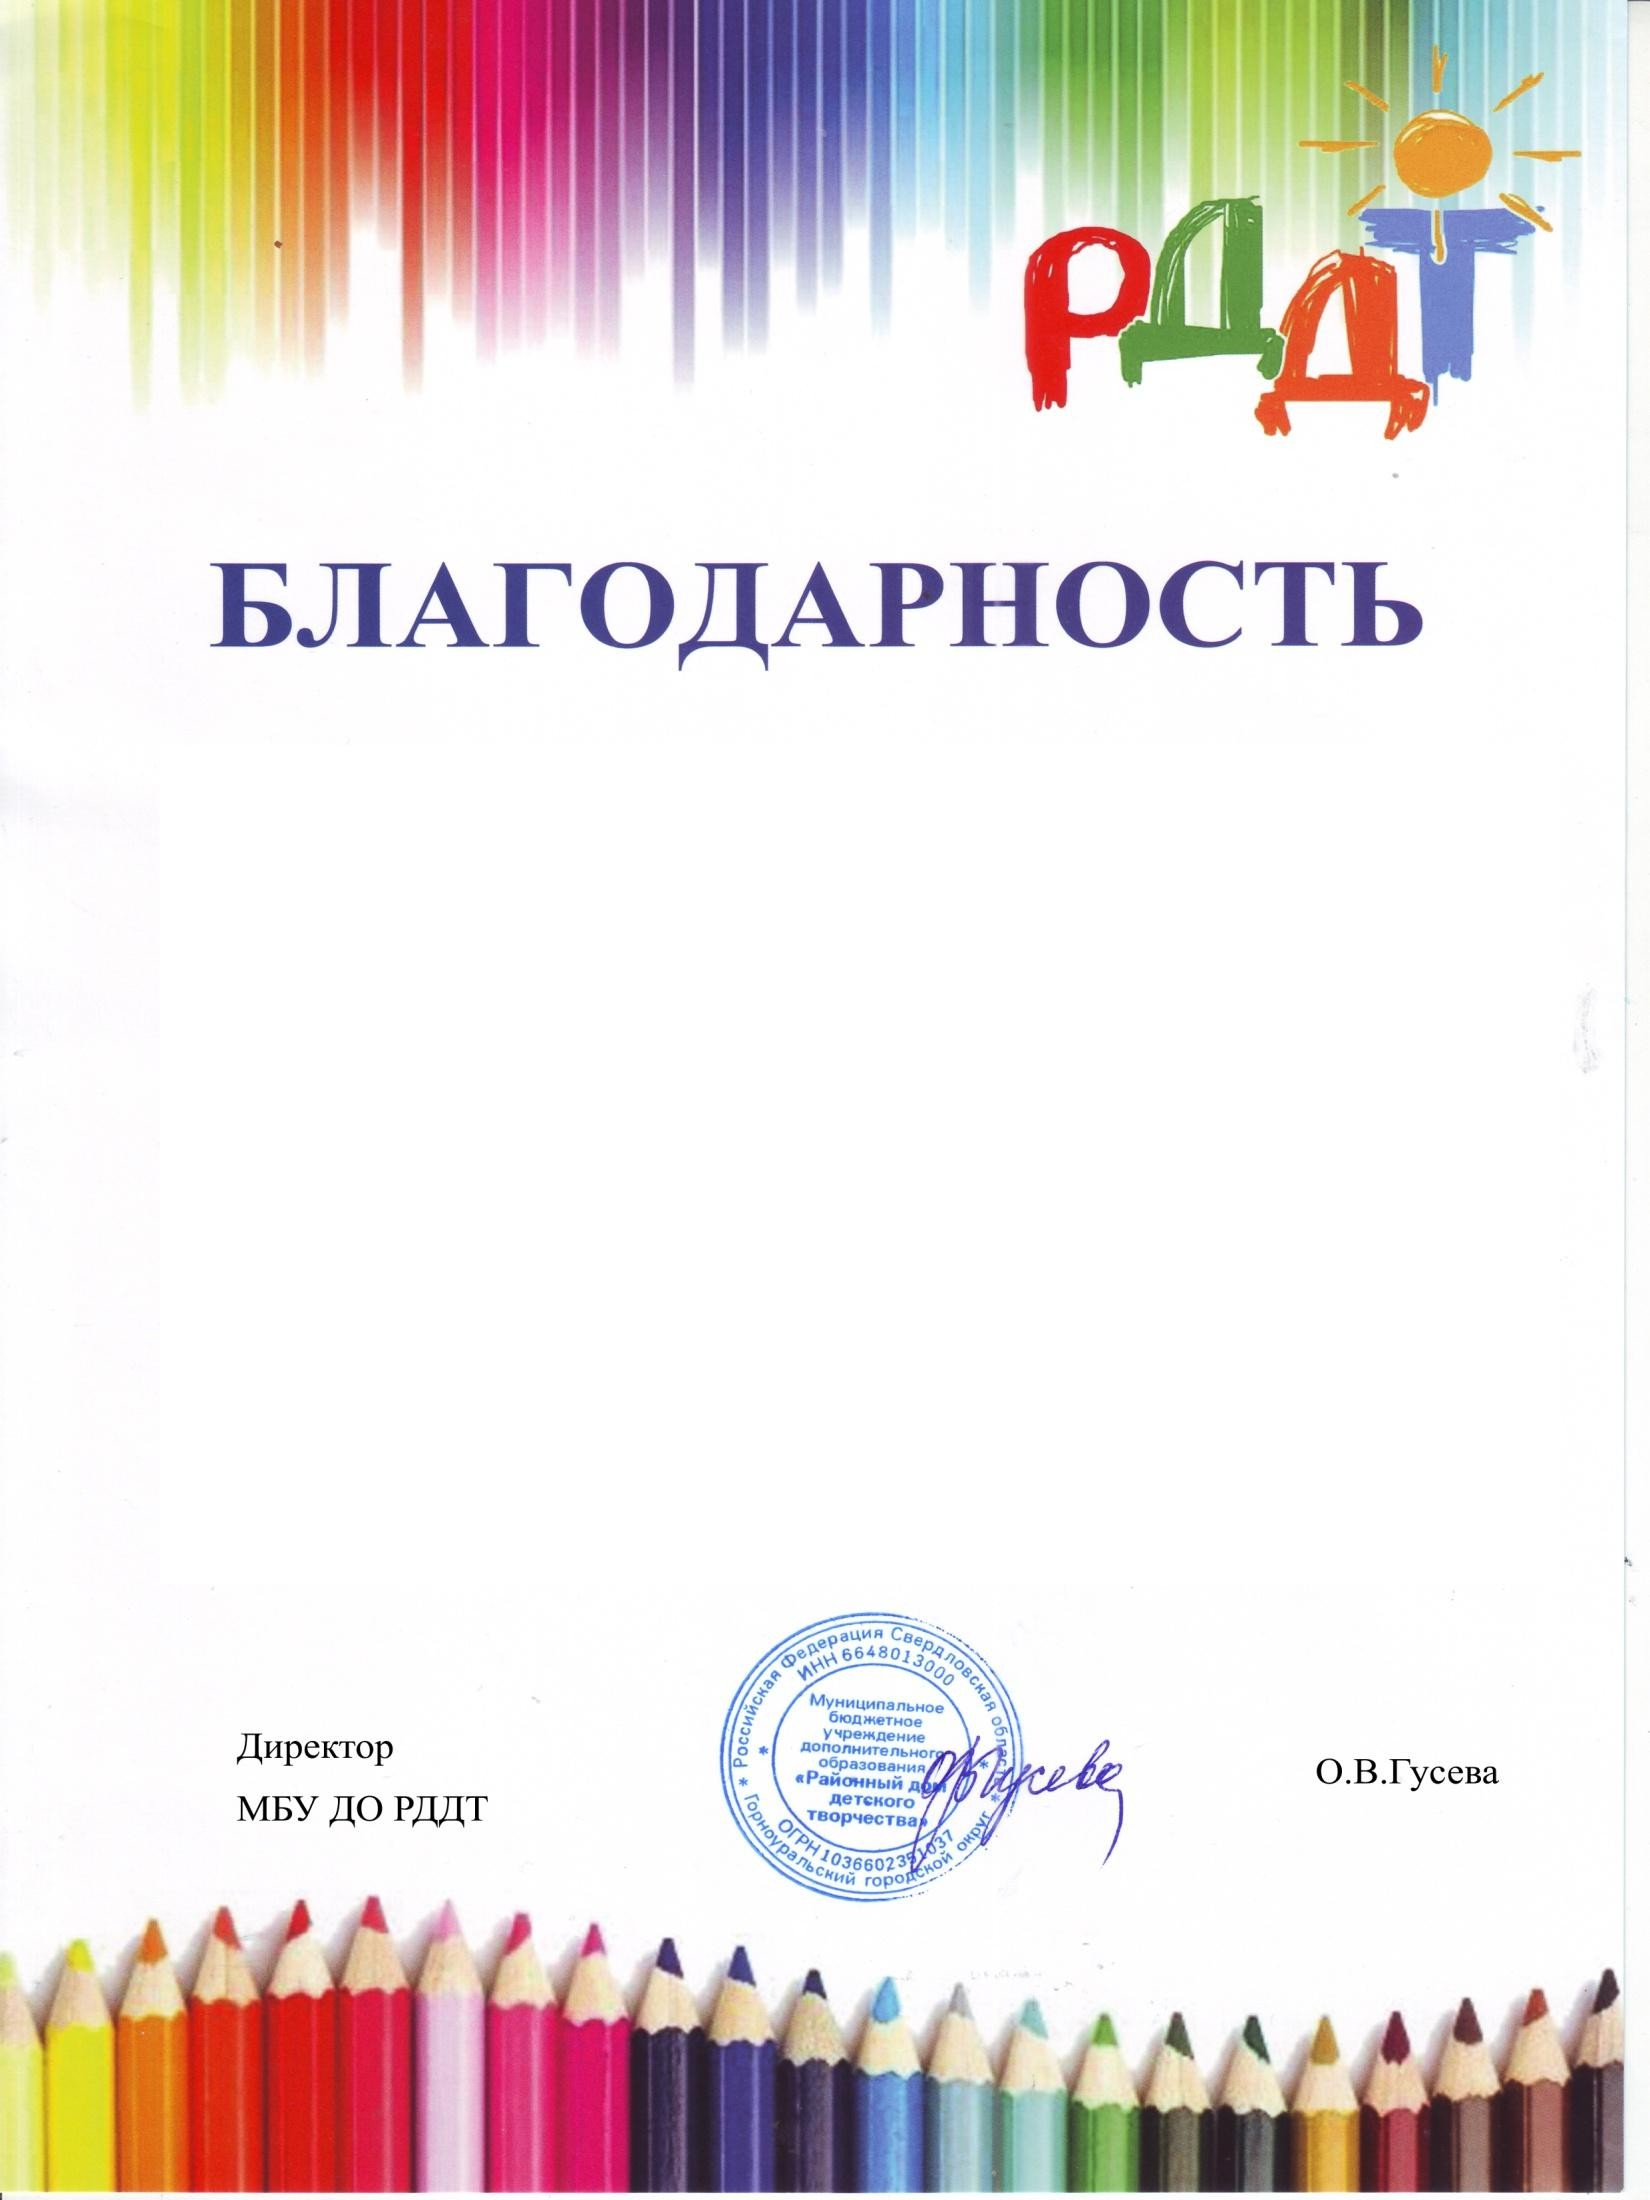 РДДТ
БЛАГОДАРНОСТЬ
Директор
МБУ ДО РДДТ
* Российская Федерация Свердловская область *
ИНН 6648013000
Муниципальное
бюджетное
учреждение
дополнительного
образования
«Районный дом
детского
творчества»
ОГРН 1036602351037
Горноуральский городской округ
О.В.Гусева